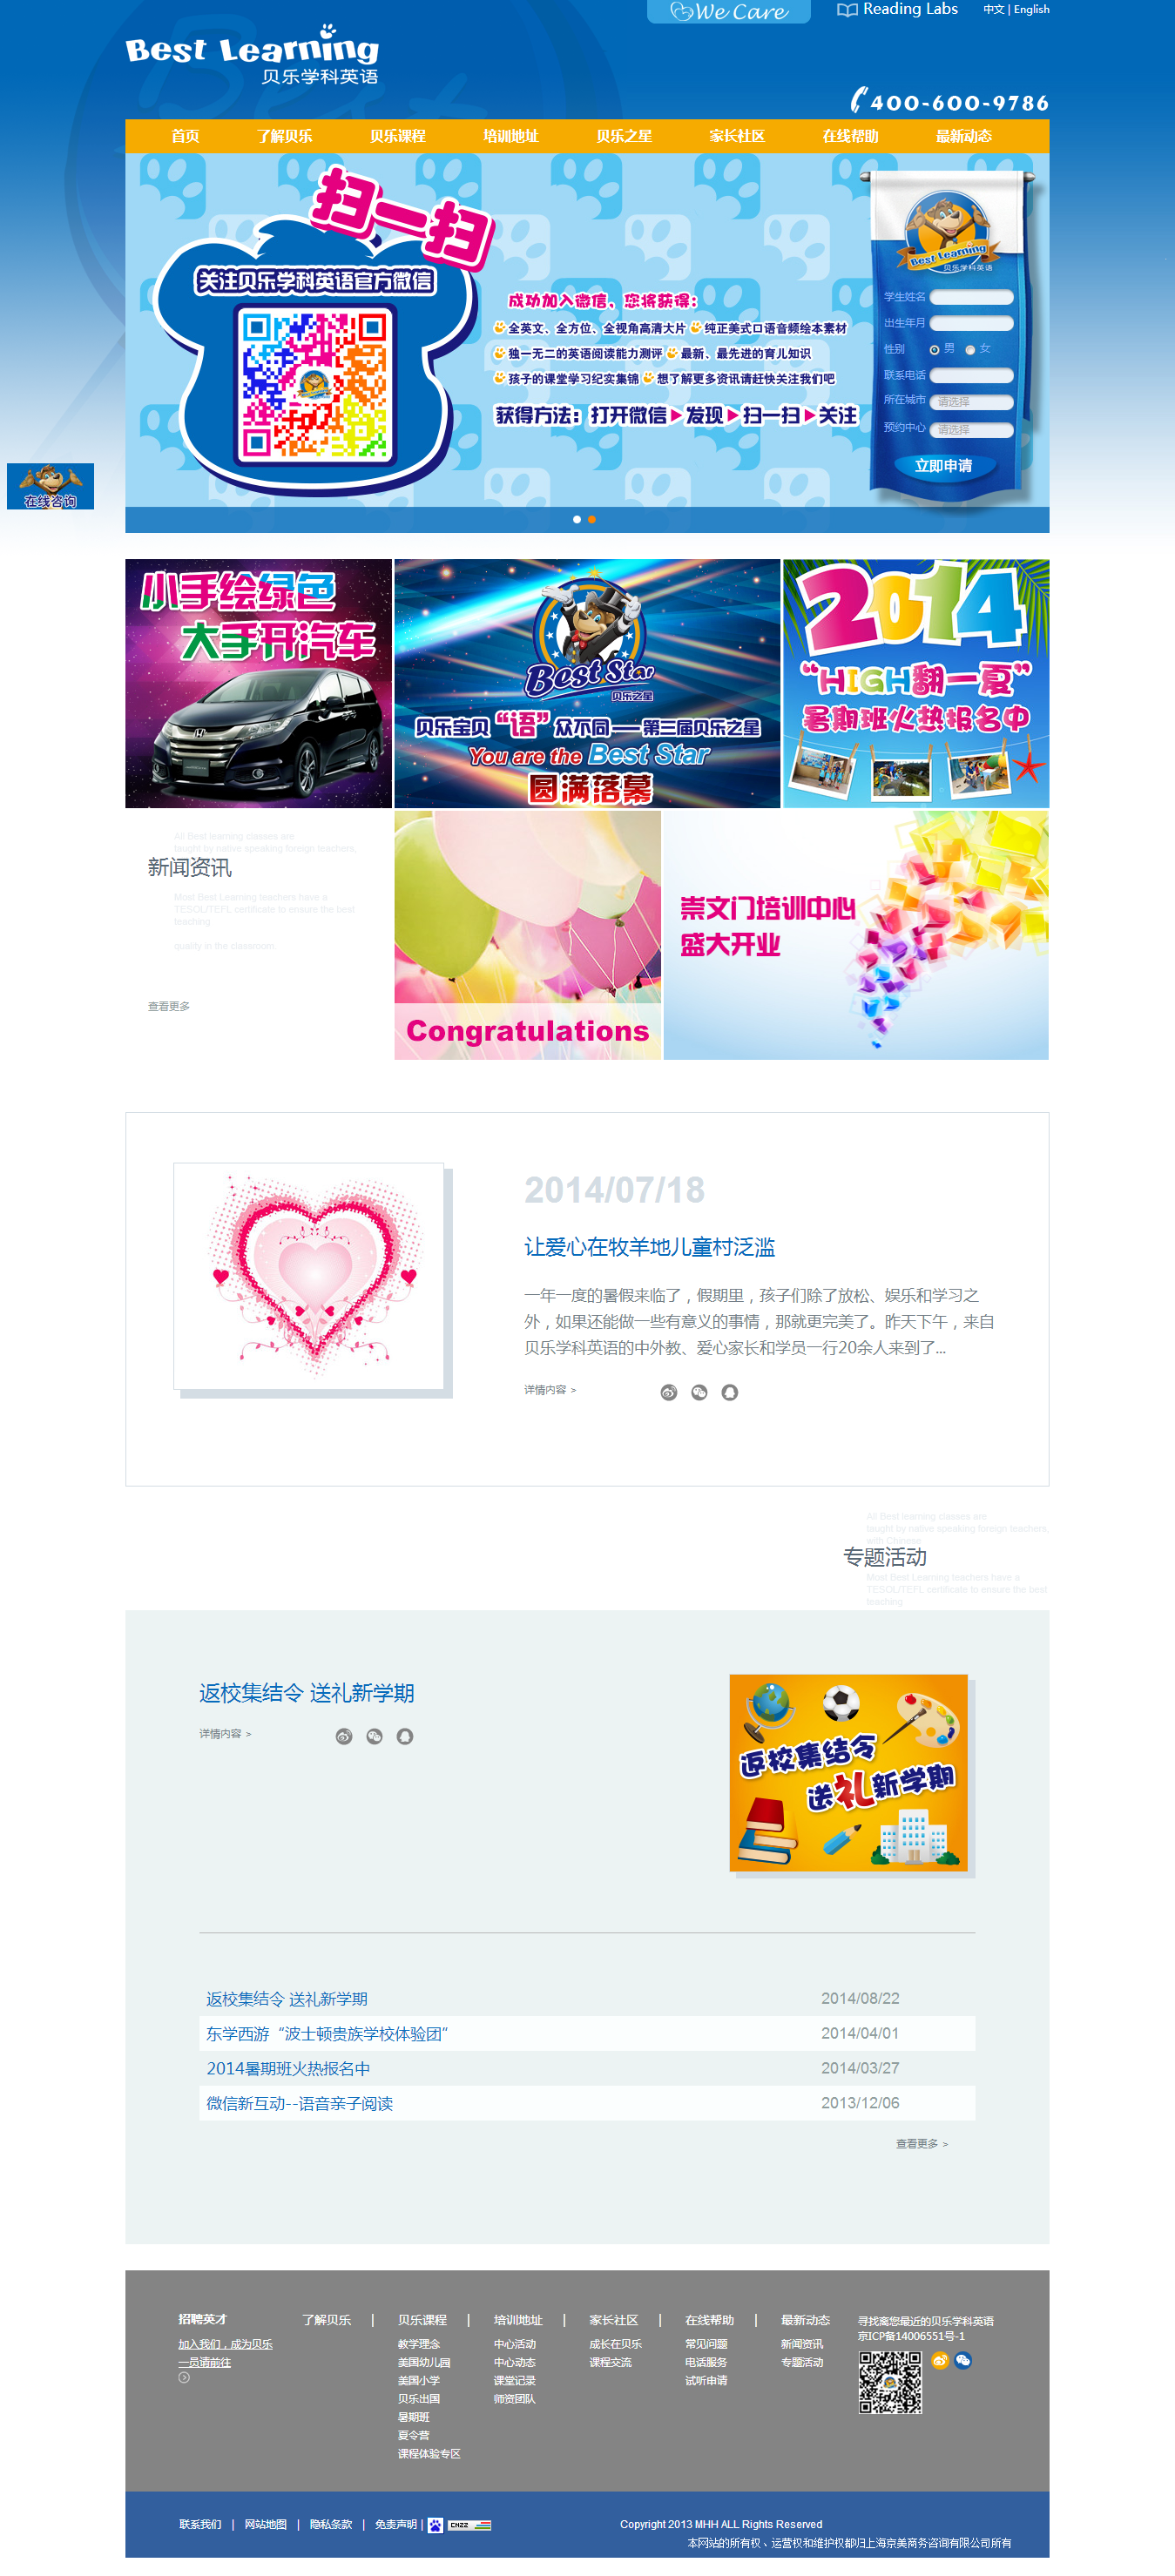 We Care
Reading Labs
中文 | English
Best Learning
贝乐学科英语
400-600-9786
首页 了解贝乐 贝乐课程 培训地址 贝乐之星 家长社区 在线帮助 最新动态
扫一扫
关注贝乐学科英语官方微信
成功加入微信,您将获得:
全英文、全方位、全视角高清大片 纯正美式口语音频绘本素材
独一无二的英语阅读能力测评 最新、最先进的育儿知识
孩子的课堂学习纪实集锦 想了解更多资讯请赶快关注我们吧
获得方法: 打开微信 发现 扫一扫 关注
Best Learning
贝乐学科英语
学生姓名
出生年月
性别 男 女
联系电话
所在城市 请选择
预约中心 请选择
立即申请
在线咨询
小手绘绿色
大手开汽车
Best Star
贝乐之星
贝乐宝贝“语”众不同——第三届贝乐之星
You are the Best Star
圆满落幕
2014
“HIGH翻一夏”
暑期班火热报名中
All Best learning classes are
taught by native speaking foreign teachers,
新闻资讯
Most Best Learning teachers have a
TESOL/TEFL certificate to ensure the best
teaching
quality in the classroom.
查看更多
Congratulations
崇文门培训中心
盛大开业
2014/07/18
让爱心在牧羊地儿童村泛滥
一年一度的暑假来临了，假期里，孩子们除了放松、娱乐和学习之
外，如果还能做一些有意义的事情，那就更完美了。昨天下午，来自
贝乐学科英语的中外教、爱心家长和学员一行20余人来到了...
详情内容 >
All Best learning classes are
taught by native speaking foreign teachers,
with Chinese
专题活动
Most Best Learning teachers have a
TESOL/TEFL certificate to ensure the best
teaching
返校集结令 送礼新学期
详情内容 >
返校集结令
送礼新学期
返校集结令 送礼新学期 2014/08/22
东学西游“波士顿贵族学校体验团” 2014/04/01
2014暑期班火热报名中 2014/03/27
微信新互动--语音亲子阅读 2013/12/06
查看更多 >
招聘英才
加入我们，成为贝乐
一员请前往
了解贝乐 | 贝乐课程 | 培训地址 | 家长社区 | 在线帮助 | 最新动态
教学理念
美国幼儿园
美国小学
贝乐出国
暑期班
夏令营
课程体验专区
中心活动
中心动态
课堂记录
师资团队
成长在贝乐
课程交流
常见问题
电话服务
试听申请
新闻资讯
专题活动
寻找离您最近的贝乐学科英语
京ICP备14006551号-1
联系我们 | 网站地图 | 隐私条款 | 免责声明 | CNZZ
Copyright 2013 MHH ALL Rights Reserved
本网站的所有权、运营权和维护权都归上海京美商务咨询有限公司所有